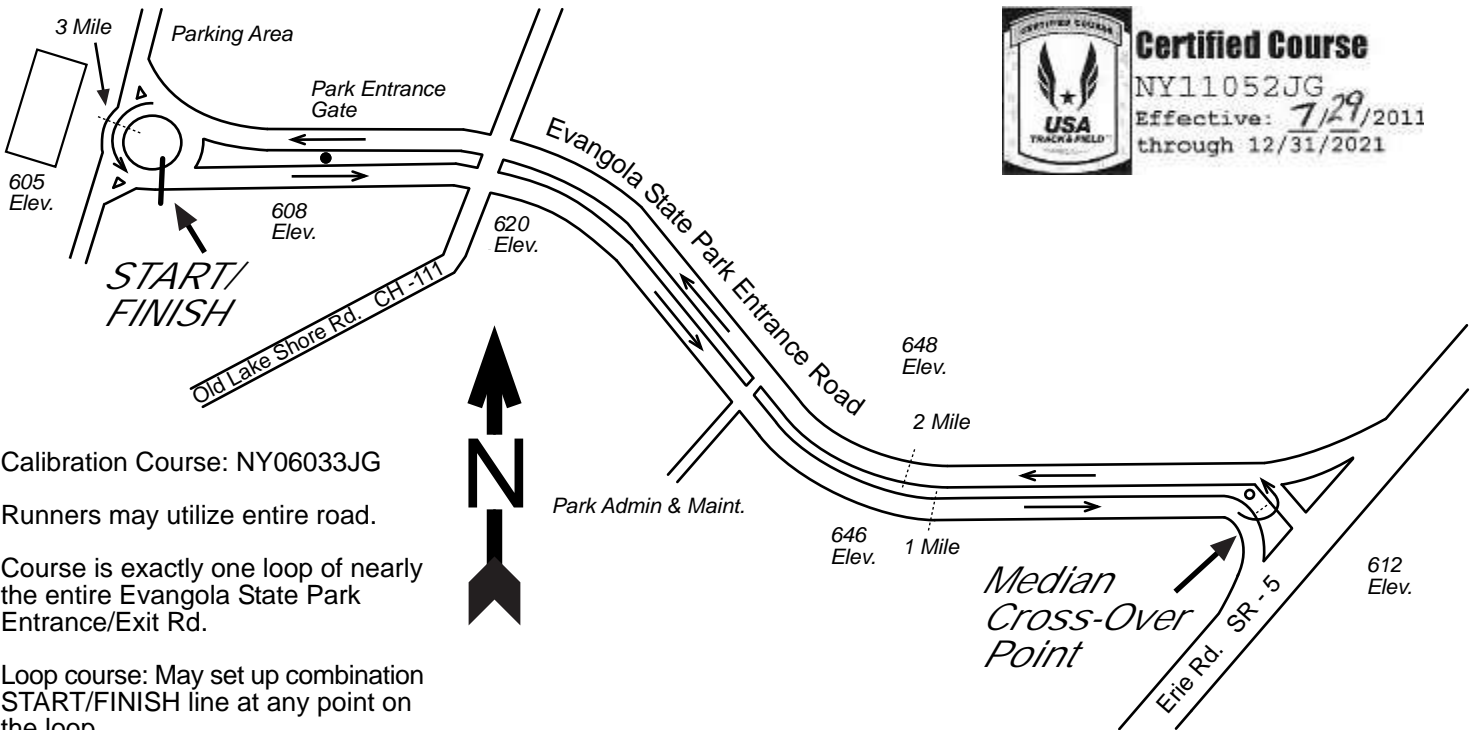 3 Mile
Parking Area
Park Entrance
Gate
605
Elev.
608
Elev.
620
Elev.
START/
FINISH
Old Lake Shore Rd. CH -111
Evangola State Park Entrance Road
CERTIFIED COURSE
USA
TRACK & FIELD
Certified Course
NY11052JG
Effective: 7/29/2011
through 12/31/2021
648
Elev.
2 Mile
N
Park Admin & Maint.
646
Elev.
1 Mile
Median
Cross-Over
Point
Erie Rd. SR - 5
612
Elev.
Calibration Course: NY06033JG
Runners may utilize entire road.
Course is exactly one loop of nearly
the entire Evangola State Park
Entrance/Exit Rd.
Loop course: May set up combination
START/FINISH line at any point on
the loop